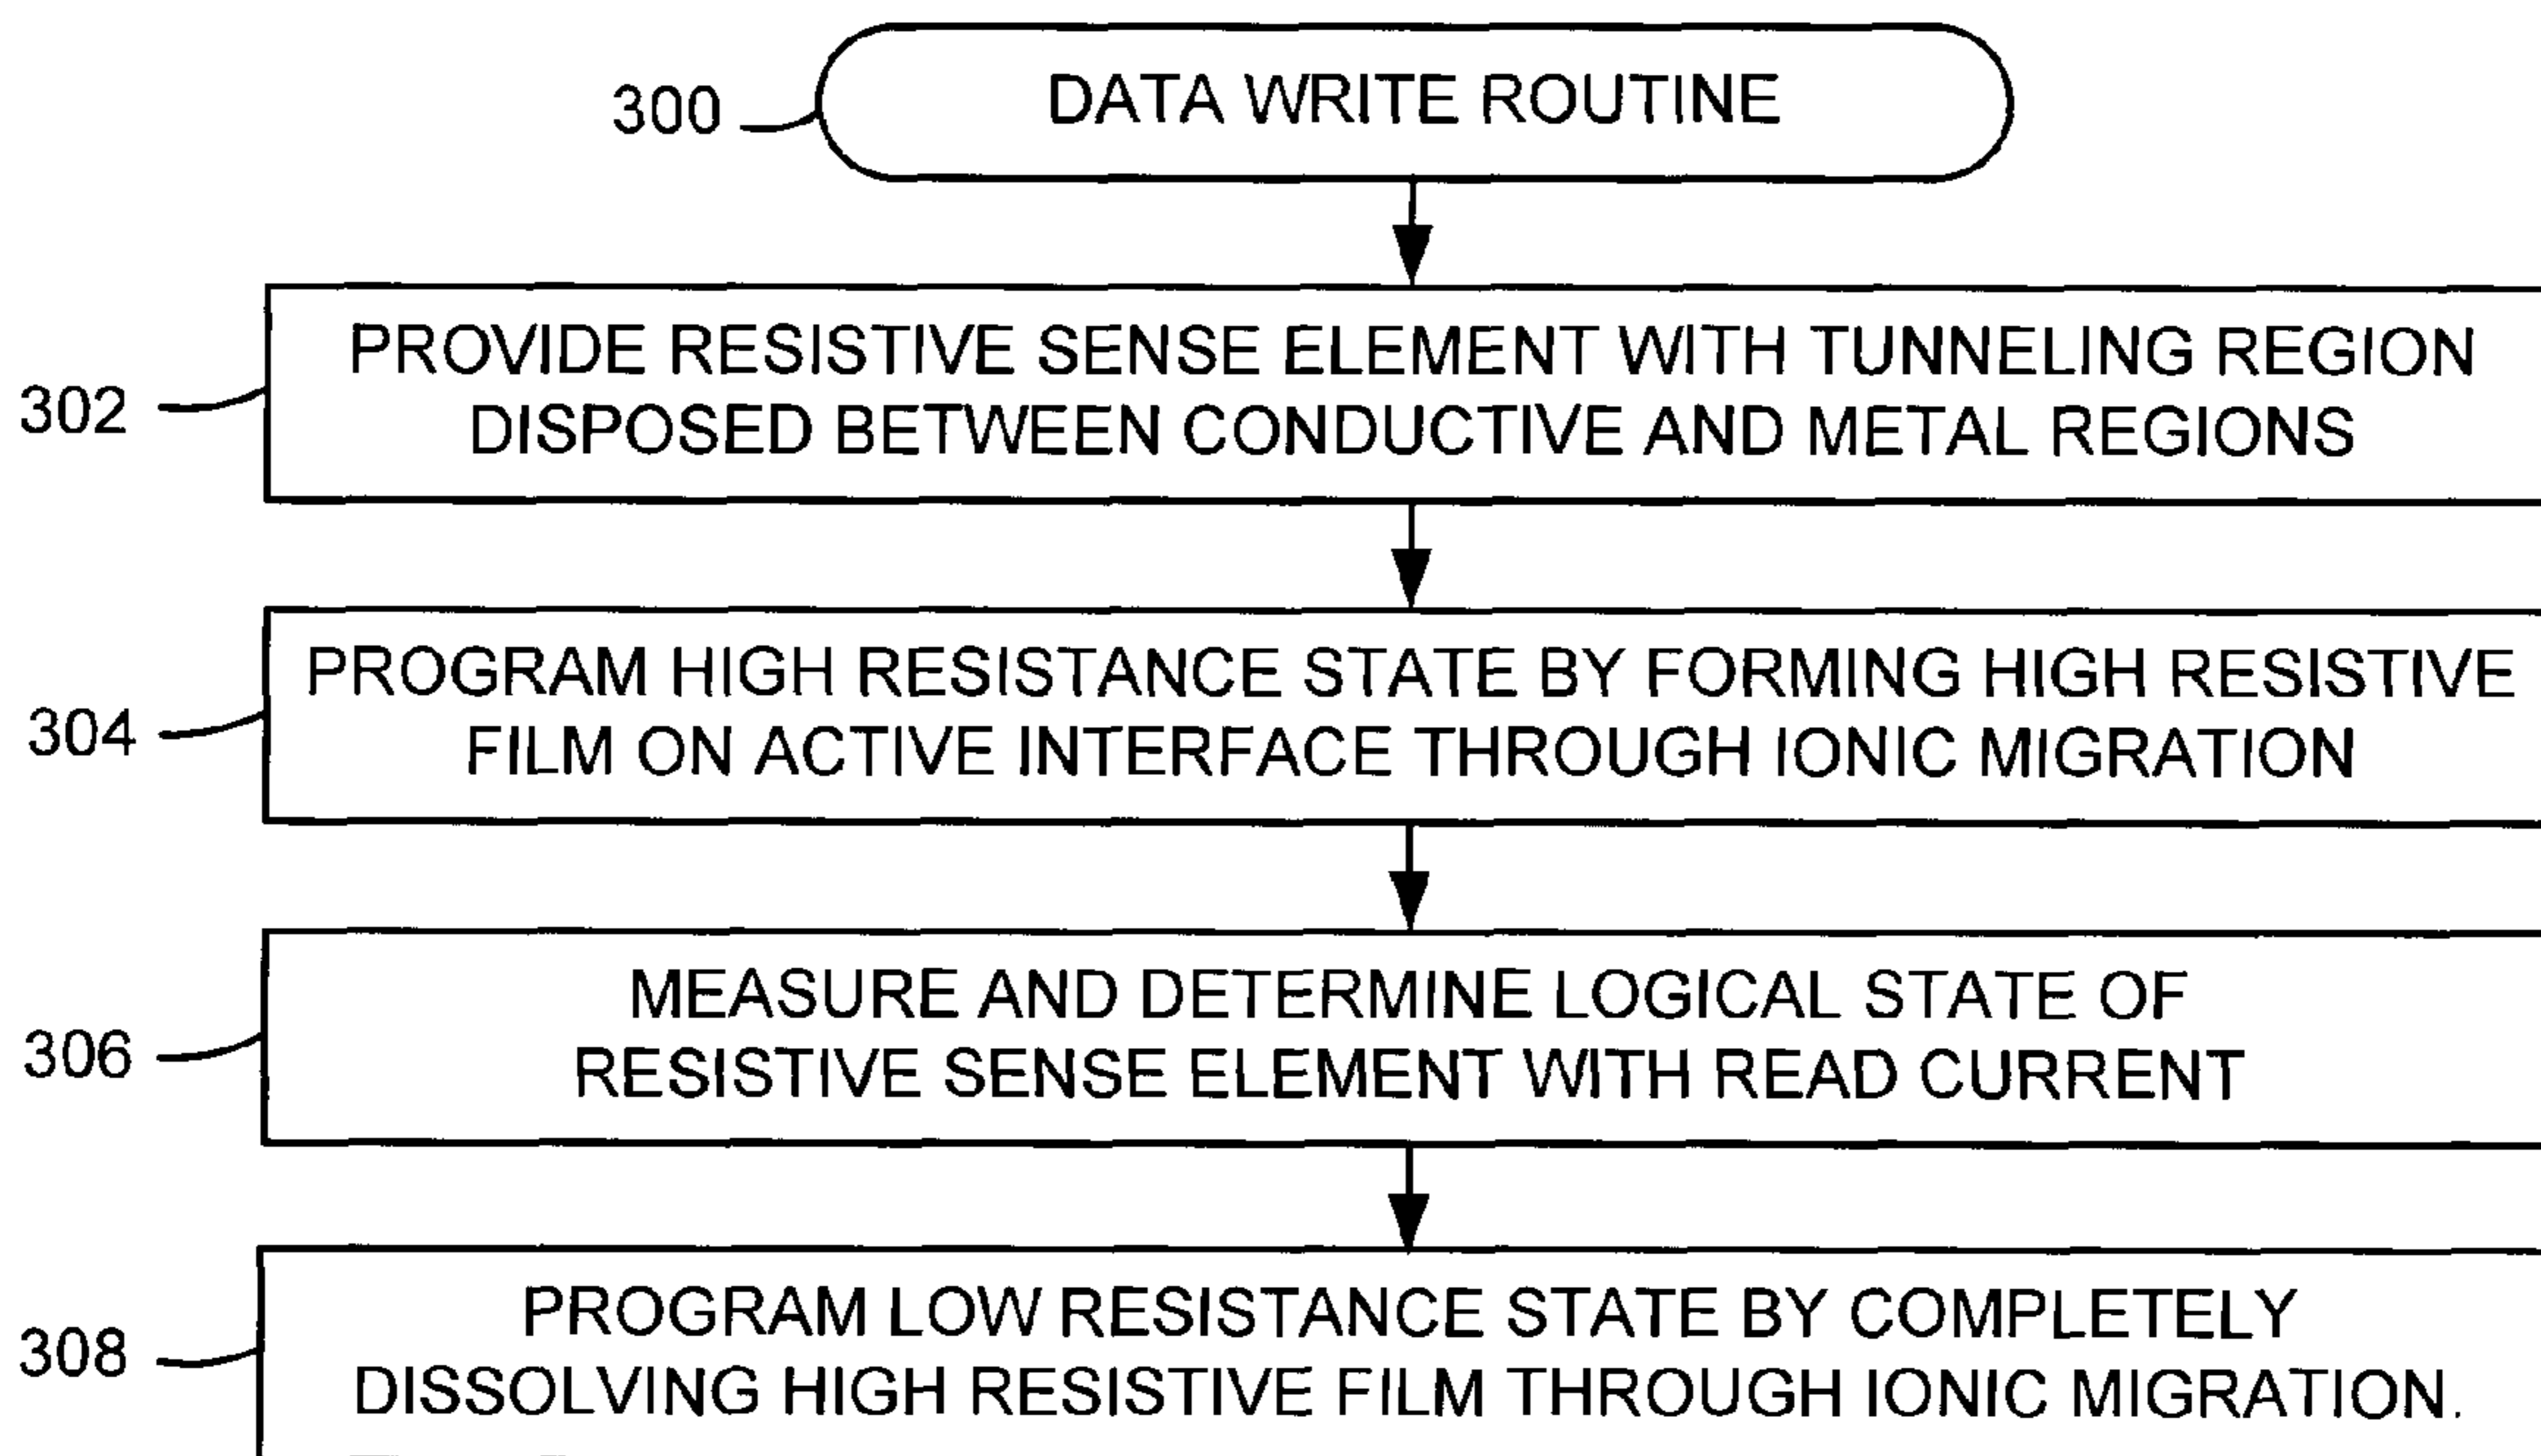 300 DATA WRITE ROUTINE
302 PROVIDE RESISTIVE SENSE ELEMENT WITH TUNNELING REGION
DISPOSED BETWEEN CONDUCTIVE AND METAL REGIONS
304 PROGRAM HIGH RESISTANCE STATE BY FORMING HIGH RESISTIVE
FILM ON ACTIVE INTERFACE THROUGH IONIC MIGRATION
306 MEASURE AND DETERMINE LOGICAL STATE OF
RESISTIVE SENSE ELEMENT WITH READ CURRENT
308 PROGRAM LOW RESISTANCE STATE BY COMPLETELY
DISSOLVING HIGH RESISTIVE FILM THROUGH IONIC MIGRATION.